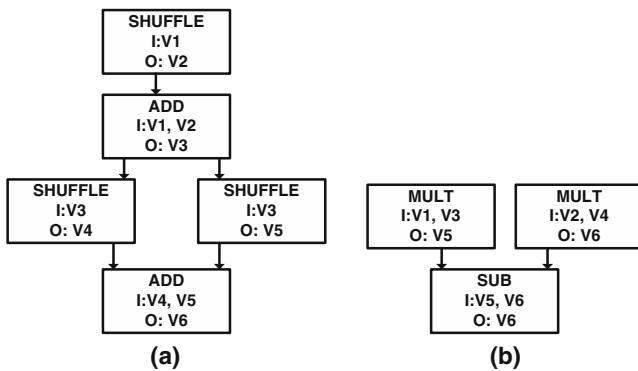 SHUFFLE
I:V1
O: V2
ADD
I:V1, V2
O: V3
SHUFFLE
I:V3
O: V4
SHUFFLE
I:V3
O: V5
ADD
I:V4, V5
O: V6
(a)
MULT
I:V1, V3
O: V5
MULT
I:V2, V4
O: V6
SUB
I:V5, V6
O: V6
(b)